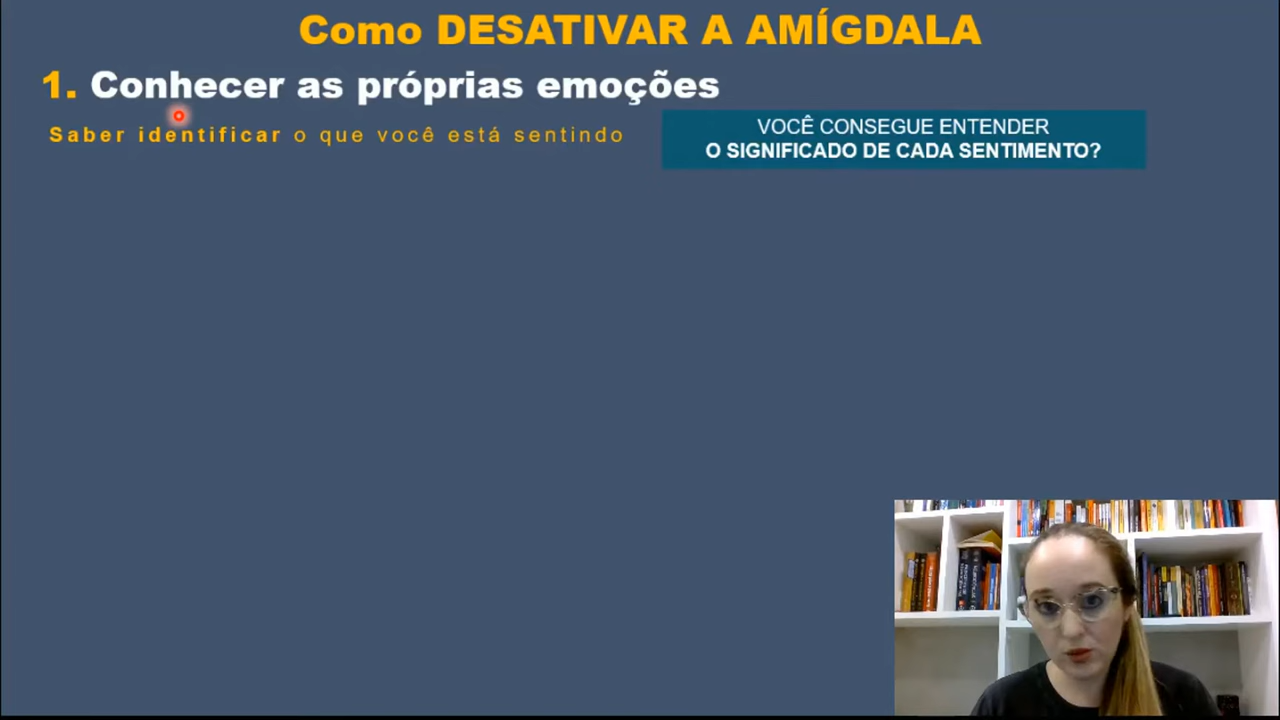 Como DESATIVAR A AMÍGDALA
1. Conhecer as próprias emoções
Saber identificar o que você está sentindo
VOCÊ CONSEGUE ENTENDER
O SIGNIFICADO DE CADA SENTIMENTO?